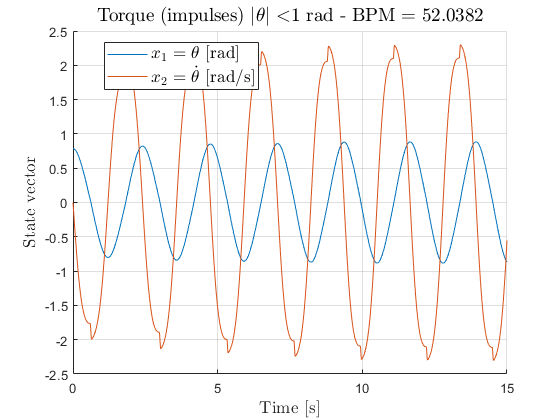 Torque (impulses) |θ| <1 rad - BPM = 52.0382
x₁ = θ [rad]
x₂ = θ̇ [rad/s]
State vector
2.5
2
1.5
1
0.5
0
-0.5
-1
-1.5
-2
-2.5
0 5 10 15
Time [s]